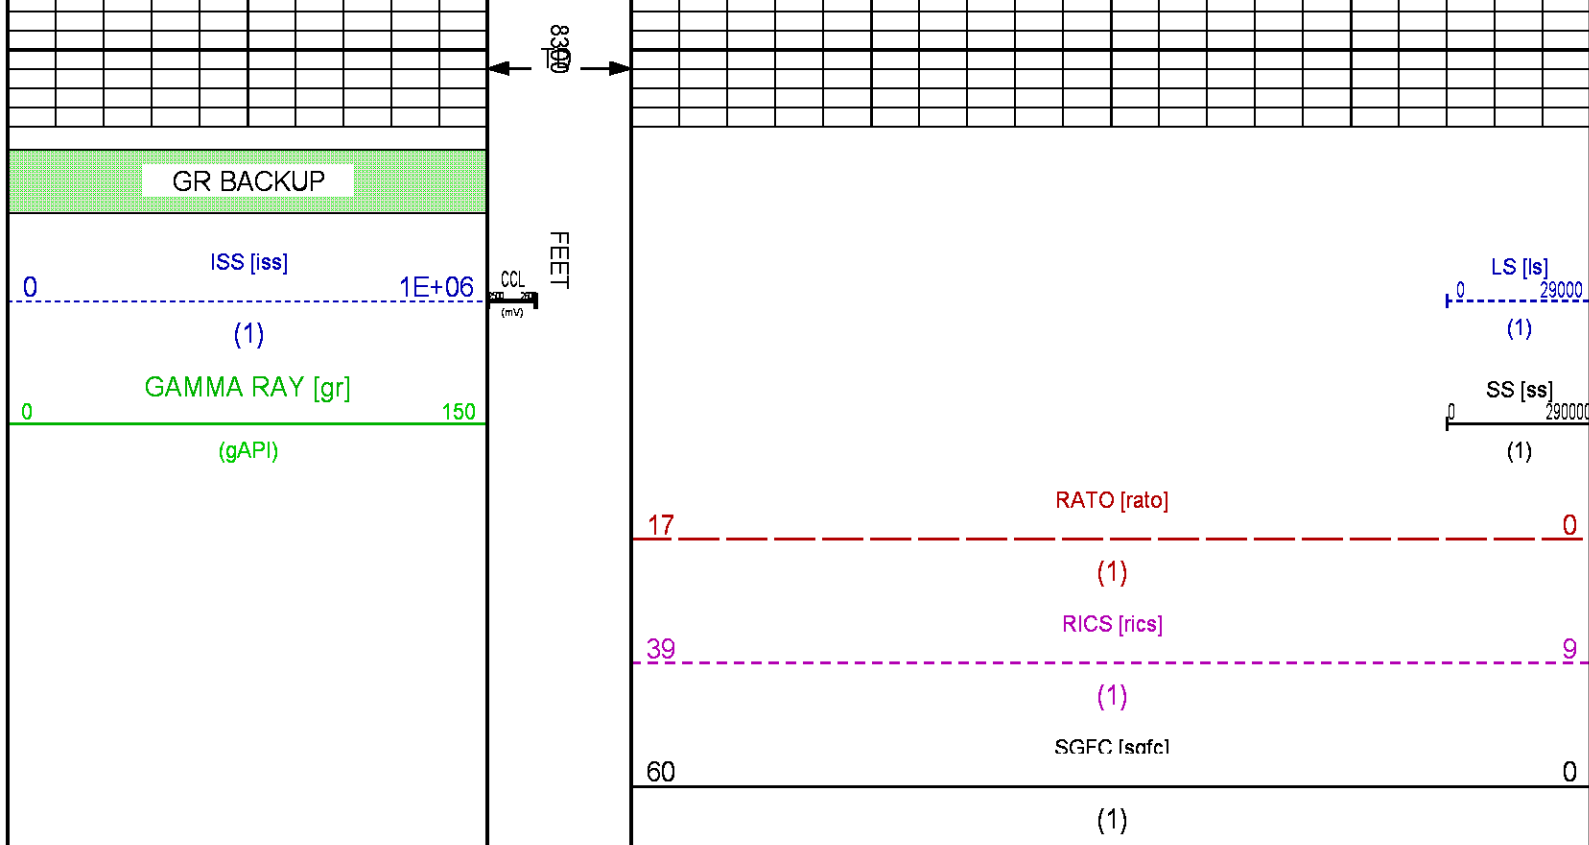 8300
GR BACKUP
FEET
ISS [iss]
0 1E+06
(1)
CCL
(mV)
LS [ls]
0 29000
(1)
GAMMA RAY [gr]
0 150
(gAPI)
SS [ss]
0 290000
(1)
RATO [rato]
17 0
(1)
RICS [rics]
39 9
(1)
SGFC [sgfc]
60 0
(1)